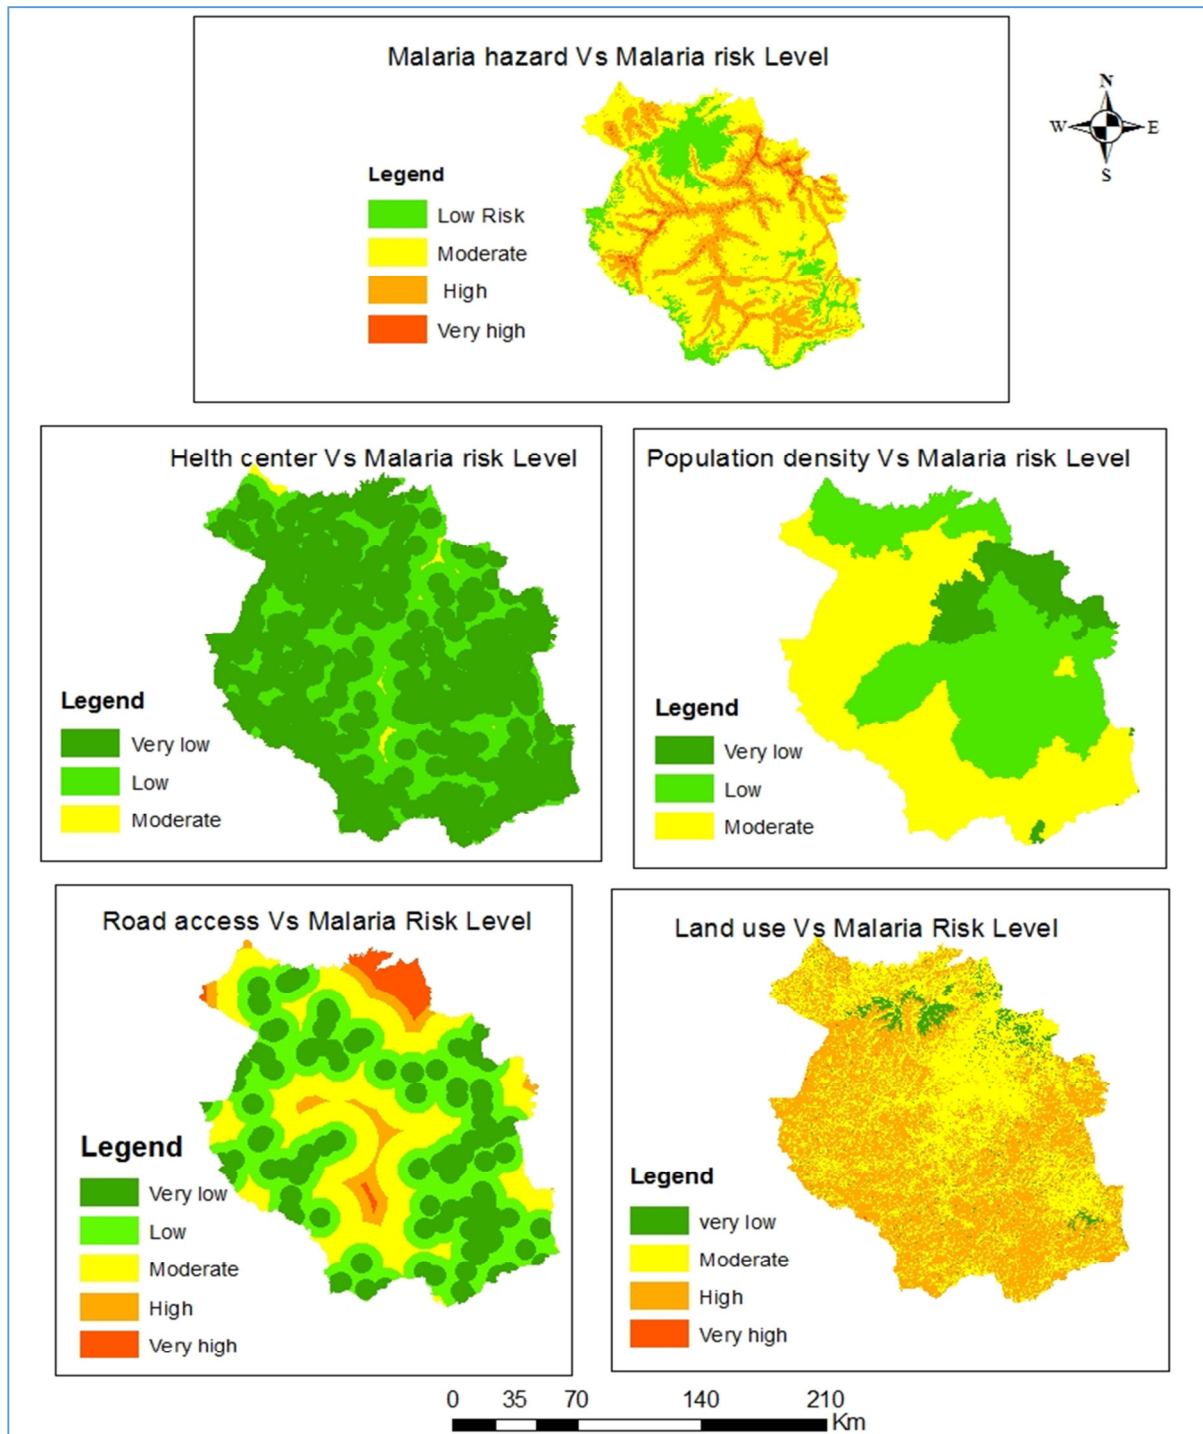 Malaria hazard Vs Malaria risk Level
N
W E
S
Legend
Low Risk
Moderate
High
Very high
Helth center Vs Malaria risk Level
Legend
Very low
Low
Moderate
Population density Vs Malaria risk Level
Legend
Very low
Low
Moderate
Road access Vs Malaria Risk Level
Legend
Very low
Low
Moderate
High
Very high
Land use Vs Malaria Risk Level
Legend
very low
Moderate
High
Very high
0 35 70 140 210
Km